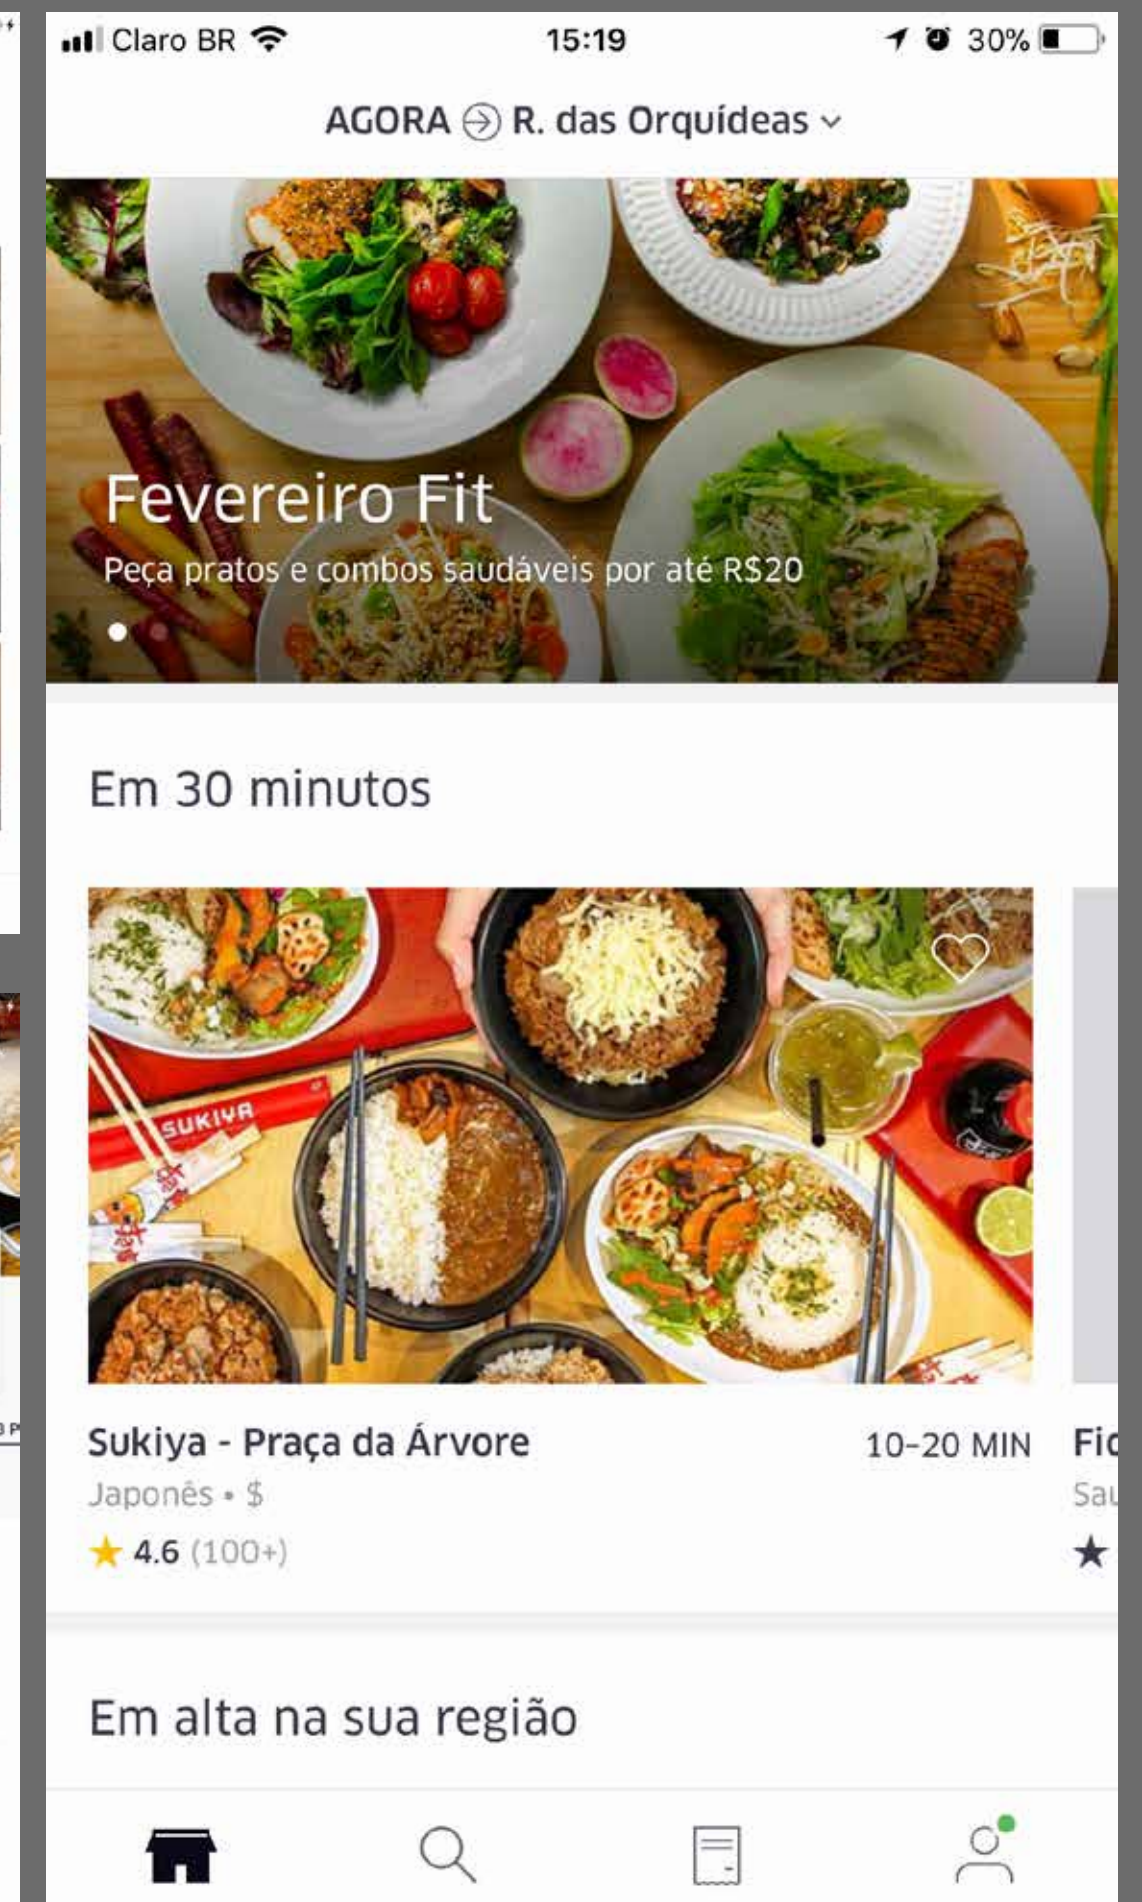 Claro BR
15:19
30%
AGORA → R. das Orquídeas
Fevereiro Fit
Peça pratos e combos saudáveis por até R$20
Em 30 minutos
SUKIYA
Sukiya - Praça da Árvore
10-20 MIN
Japonês • $
★ 4.6 (100+)
Em alta na sua região